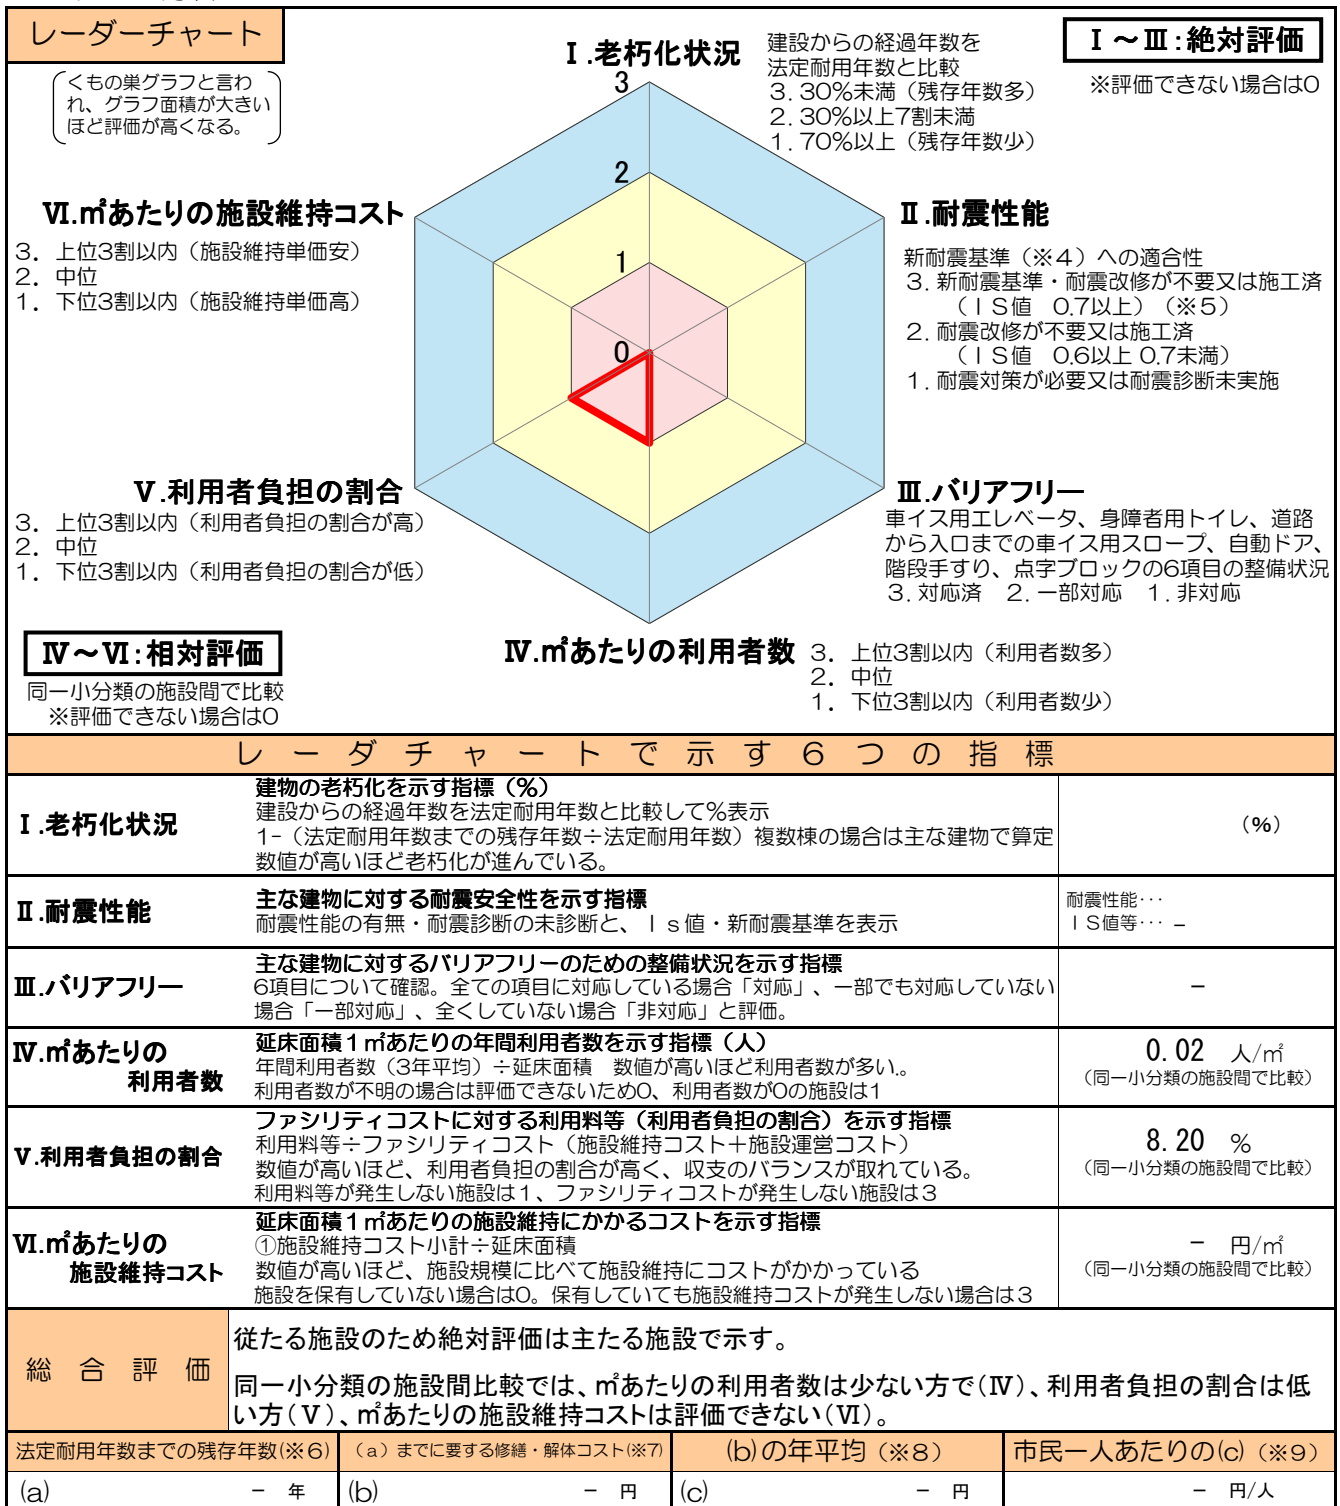 レーダーチャート
くもの巣グラフと言わ
れ、グラフ面積が大きい
ほど評価が高くなる。
Ⅰ.老朽化状況
建設からの経過年数を
法定耐用年数と比較
3.30%未満（残存年数多）
2.30%以上7割未満
1.70%以上（残存年数少）
Ⅰ～Ⅲ:絶対評価
※評価できない場合は0
3
2
1
0
Ⅵ.㎡あたりの施設維持コスト
3. 上位3割以内（施設維持単価安）
2. 中位
1. 下位3割以内（施設維持単価高）
Ⅱ.耐震性能
新耐震基準（※4）への適合性
3.新耐震基準・耐震改修が不要又は施工済
（ＩＳ値 0.7以上）（※5）
2.耐震改修が不要又は施工済
（ＩＳ値 0.6以上 0.7未満）
1.耐震対策が必要又は耐震診断未実施
Ⅴ.利用者負担の割合
3. 上位3割以内（利用者負担の割合が高）
2. 中位
1. 下位3割以内（利用者負担の割合が低）
Ⅲ.バリアフリー
車イス用エレベータ、身障者用トイレ、道路
から入口までの車イス用スロープ、自動ドア、
階段手すり、点字ブロックの6項目の整備状況
3.対応済 2.一部対応 1.非対応
Ⅳ～Ⅵ:相対評価
同一小分類の施設間で比較
※評価できない場合は0
Ⅳ.㎡あたりの利用者数
3. 上位3割以内（利用者数多）
2. 中位
1. 下位3割以内（利用者数少）
レーダチャートで示す６つの指標
Ⅰ.老朽化状況
建物の老朽化を示す指標（%）
建設からの経過年数を法定耐用年数と比較して%表示
1-（法定耐用年数までの残存年数÷法定耐用年数）複数棟の場合は主な建物で算定
数値が高いほど老朽化が進んでいる。
（%）
Ⅱ.耐震性能
主な建物に対する耐震安全性を示す指標
耐震性能の有無・耐震診断の未診断と、Ｉｓ値・新耐震基準を表示
耐震性能…
ＩＳ値等… －
Ⅲ.バリアフリー
主な建物に対するバリアフリーのための整備状況を示す指標
6項目について確認。全ての項目に対応している場合「対応」、一部でも対応していない
場合「一部対応」、全くしていない場合「非対応」と評価。
－
Ⅳ.㎡あたりの
利用者数
延床面積１㎡あたりの年間利用者数を示す指標（人）
年間利用者数（3年平均）÷延床面積 数値が高いほど利用者数が多い。
利用者数が不明の場合は評価できないため0、利用者数が0の施設は1
0.02 人/㎡
（同一小分類の施設間で比較）
Ⅴ.利用者負担の割合
ファシリティコストに対する利用料等（利用者負担の割合）を示す指標
利用料等÷ファシリティコスト（施設維持コスト＋施設運営コスト）
数値が高いほど、利用者負担の割合が高く、収支のバランスが取れている。
利用料等が発生しない施設は１、ファシリティコストが発生しない施設は３
8.20 %
（同一小分類の施設間で比較）
Ⅵ.㎡あたりの
施設維持コスト
延床面積１㎡あたりの施設維持にかかるコストを示す指標
①施設維持コスト小計÷延床面積
数値が高いほど、施設規模に比べて施設維持にコストがかかっている
施設を保有していない場合は0。保有していても施設維持コストが発生しない場合は３
－ 円/㎡
（同一小分類の施設間で比較）
総合評価
従たる施設のため絶対評価は主たる施設で示す。
同一小分類の施設間比較では、㎡あたりの利用者数は少ない方で（Ⅳ）、利用者負担の割合は低
い方（Ⅴ）、㎡あたりの施設維持コストは評価できない（Ⅵ）。
法定耐用年数までの残存年数(※6)
（a）までに要する修繕・解体コスト(※7)
(b)の年平均（※8）
市民一人あたりの(c)（※9）
(a) － 年
(b) － 円
(c) － 円
－ 円/人